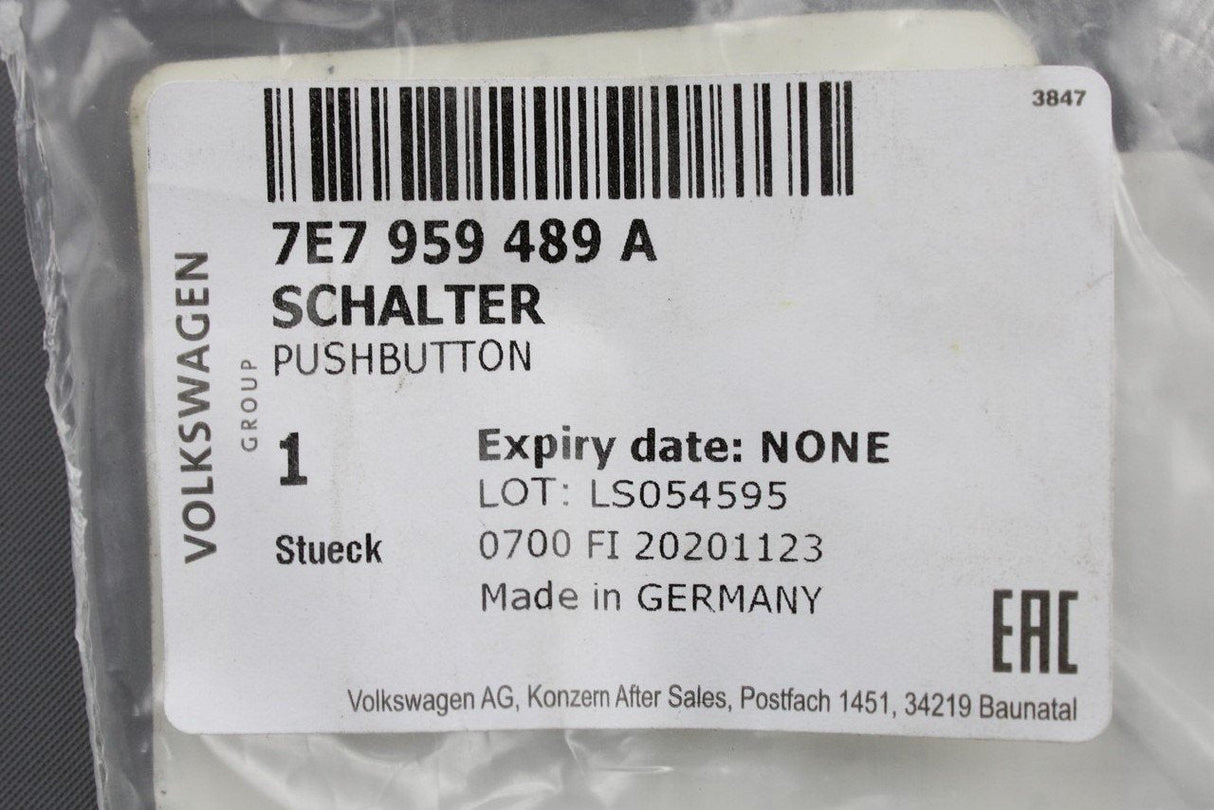 3847
7E7 959 489 A
SCHALTER
PUSHBUTTON
VOLKSWAGEN
GROUP
1
Stueck
Expiry date: NONE
LOT: LS054595
0700 FI 20201123
Made in GERMANY
EAC
Volkswagen AG, Konzern After Sales, Postfach 1451, 34219 Baunatal